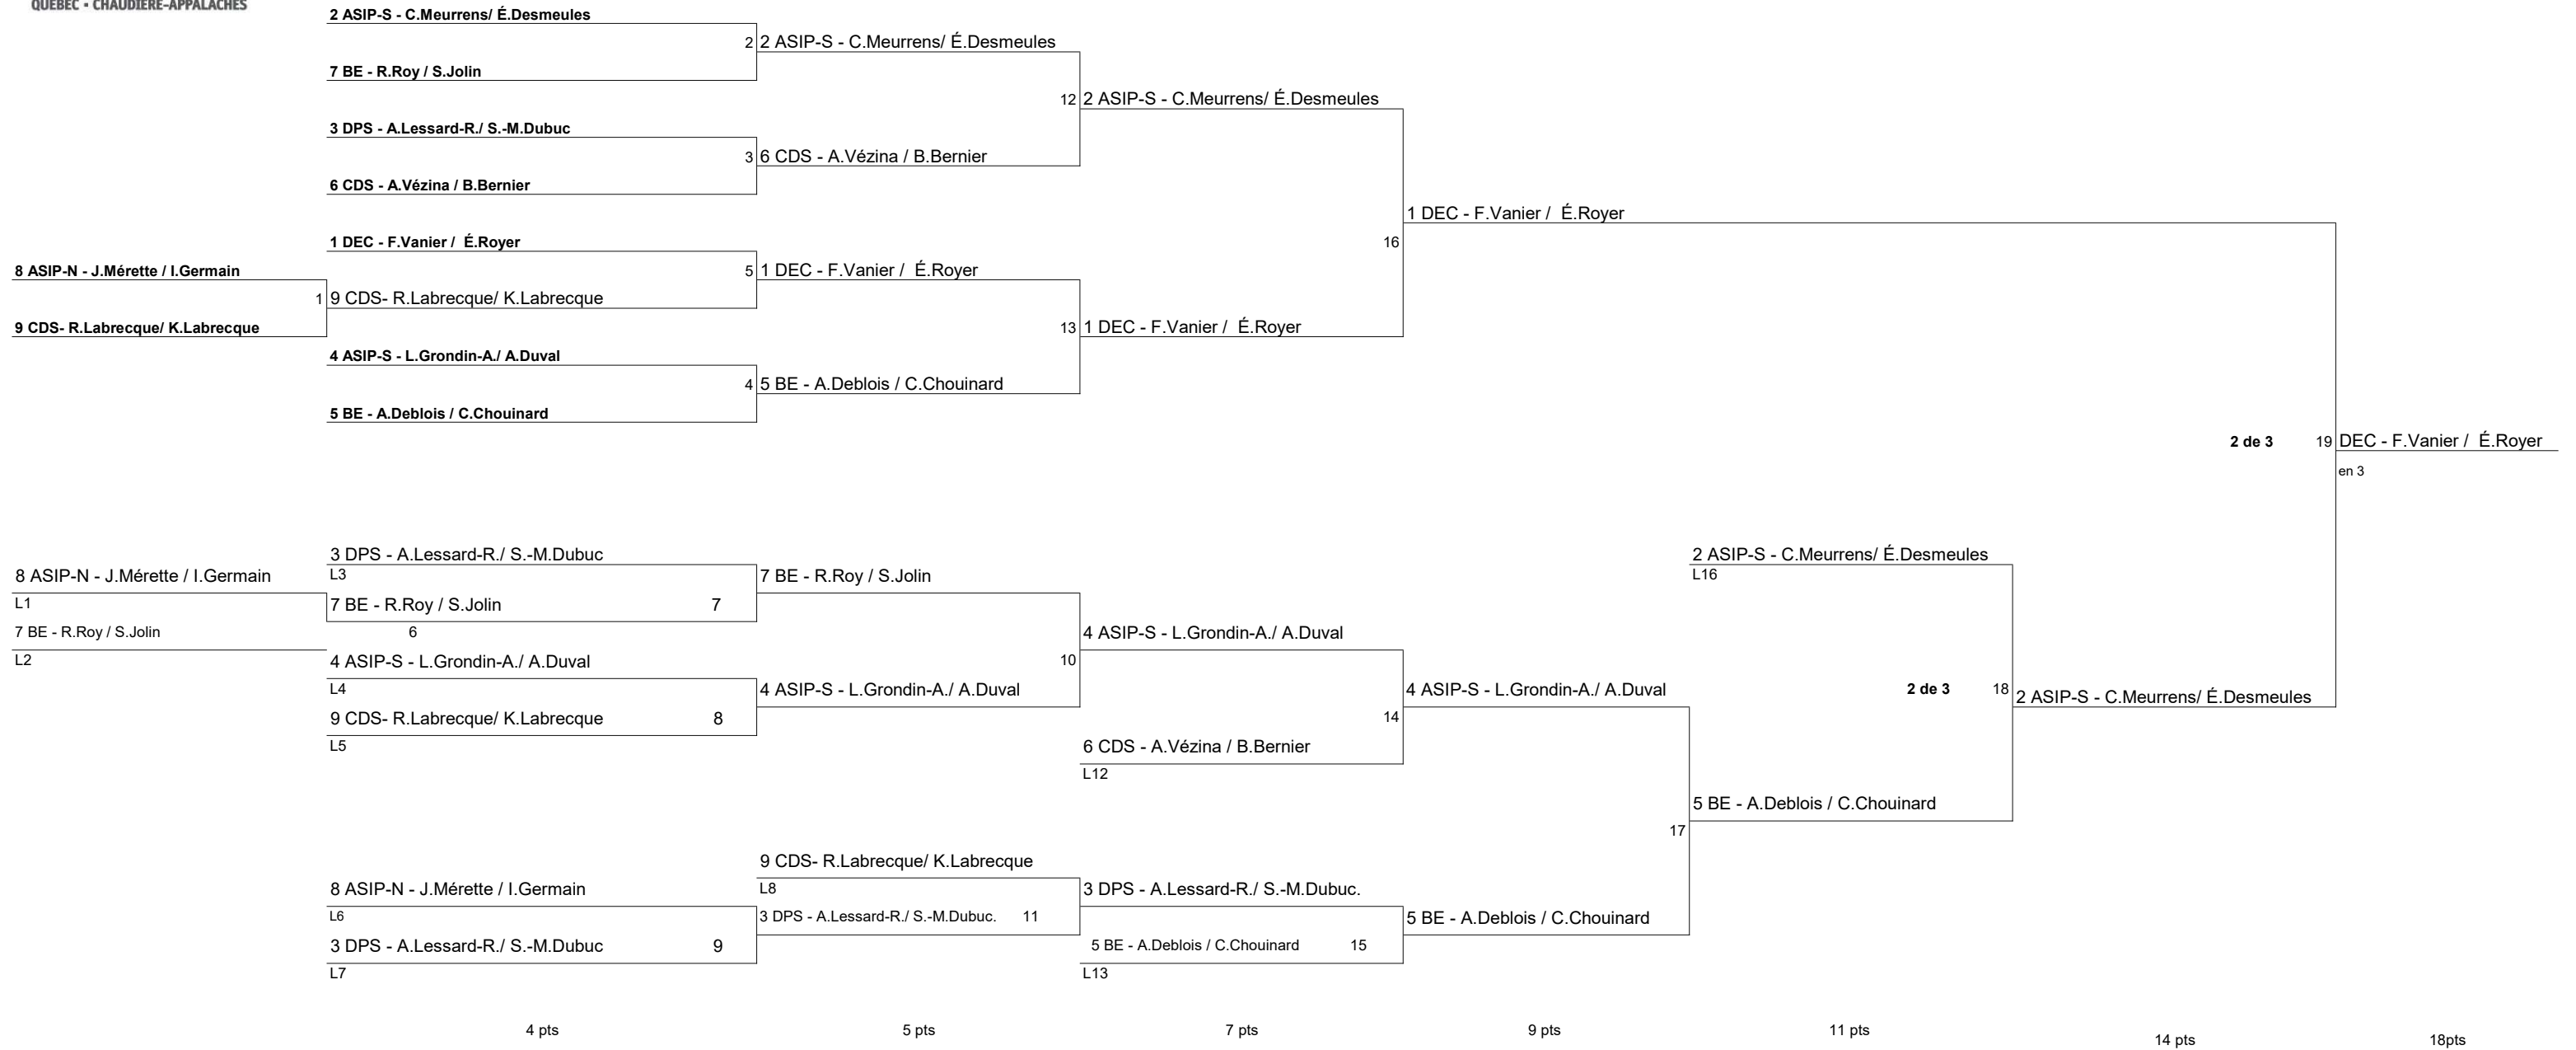 QUÉBEC • CHAUDIÈRE-APPALACHES
2 ASIP-S - C.Meurrens/ É.Desmeules
2 2 ASIP-S - C.Meurrens/ É.Desmeules
7 BE - R.Roy / S.Jolin
12 2 ASIP-S - C.Meurrens/ É.Desmeules
3 DPS - A.Lessard-R./ S.-M.Dubuc
3 6 CDS - A.Vézina / B.Bernier
6 CDS - A.Vézina / B.Bernier
1 DEC - F.Vanier / É.Royer
16
1 DEC - F.Vanier / É.Royer
8 ASIP-N - J.Mérette / I.Germain
5 1 DEC - F.Vanier / É.Royer
1 9 CDS- R.Labrecque/ K.Labrecque
9 CDS- R.Labrecque/ K.Labrecque
13 1 DEC - F.Vanier / É.Royer
4 ASIP-S - L.Grondin-A./ A.Duval
4 5 BE - A.Deblois / C.Chouinard
5 BE - A.Deblois / C.Chouinard
2 de 3 19 DEC - F.Vanier / É.Royer
en 3
3 DPS - A.Lessard-R./ S.-M.Dubuc
2 ASIP-S - C.Meurrens/ É.Desmeules
8 ASIP-N - J.Mérette / I.Germain
L3
7 BE - R.Roy / S.Jolin
L16
L1
7 BE - R.Roy / S.Jolin 7
7 BE - R.Roy / S.Jolin
6
4 ASIP-S - L.Grondin-A./ A.Duval
L2
4 ASIP-S - L.Grondin-A./ A.Duval
10
L4
4 ASIP-S - L.Grondin-A./ A.Duval
4 ASIP-S - L.Grondin-A./ A.Duval
2 de 3 18 2 ASIP-S - C.Meurrens/ É.Desmeules
9 CDS- R.Labrecque/ K.Labrecque 8
14
L5
6 CDS - A.Vézina / B.Bernier
L12
5 BE - A.Deblois / C.Chouinard
17
9 CDS- R.Labrecque/ K.Labrecque
8 ASIP-N - J.Mérette / I.Germain
L8
3 DPS - A.Lessard-R./ S.-M.Dubuc.
L6
3 DPS - A.Lessard-R./ S.-M.Dubuc. 11
5 BE - A.Deblois / C.Chouinard
3 DPS - A.Lessard-R./ S.-M.Dubuc 9
5 BE - A.Deblois / C.Chouinard 15
L7
L13
4 pts 5 pts 7 pts 9 pts 11 pts 14 pts 18pts